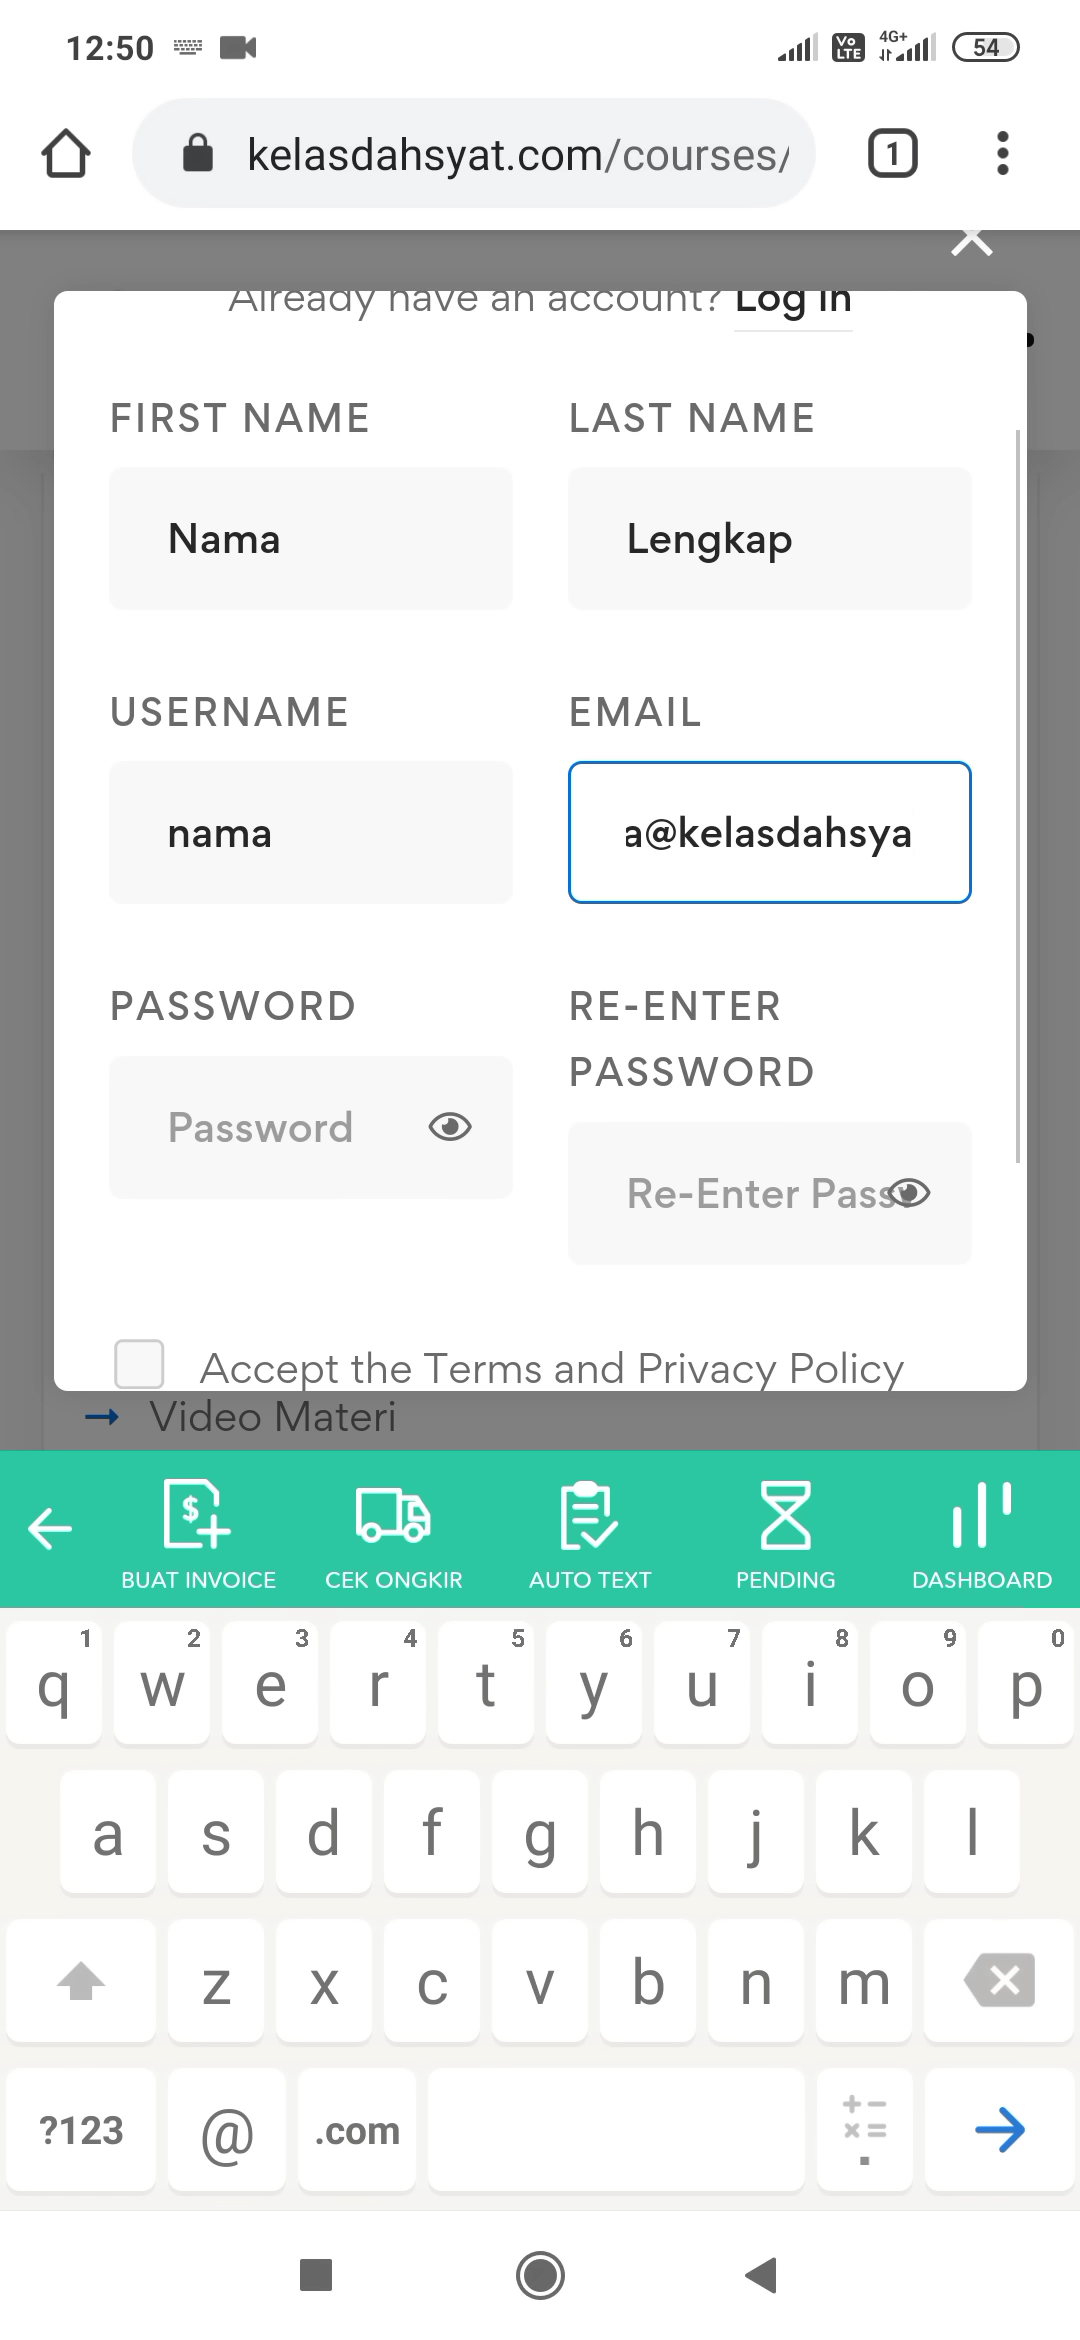 12:50
Vo LTE
4G+
54
kelasdahsyat.com/courses/
1
Already have an account? Log in
FIRST NAME
LAST NAME
Nama
Lengkap
USERNAME
EMAIL
nama
a@kelasdahsya
PASSWORD
RE-ENTER
PASSWORD
Password
Re-Enter Passw
Accept the Terms and Privacy Policy
→ Video Materi
BUAT INVOICE
CEK ONGKIR
AUTO TEXT
PENDING
DASHBOARD
1 2 3 4 5 6 7 8 9 0
q w e r t y u i o p
a s d f g h j k l
z x c v b n m
?123 @ .com